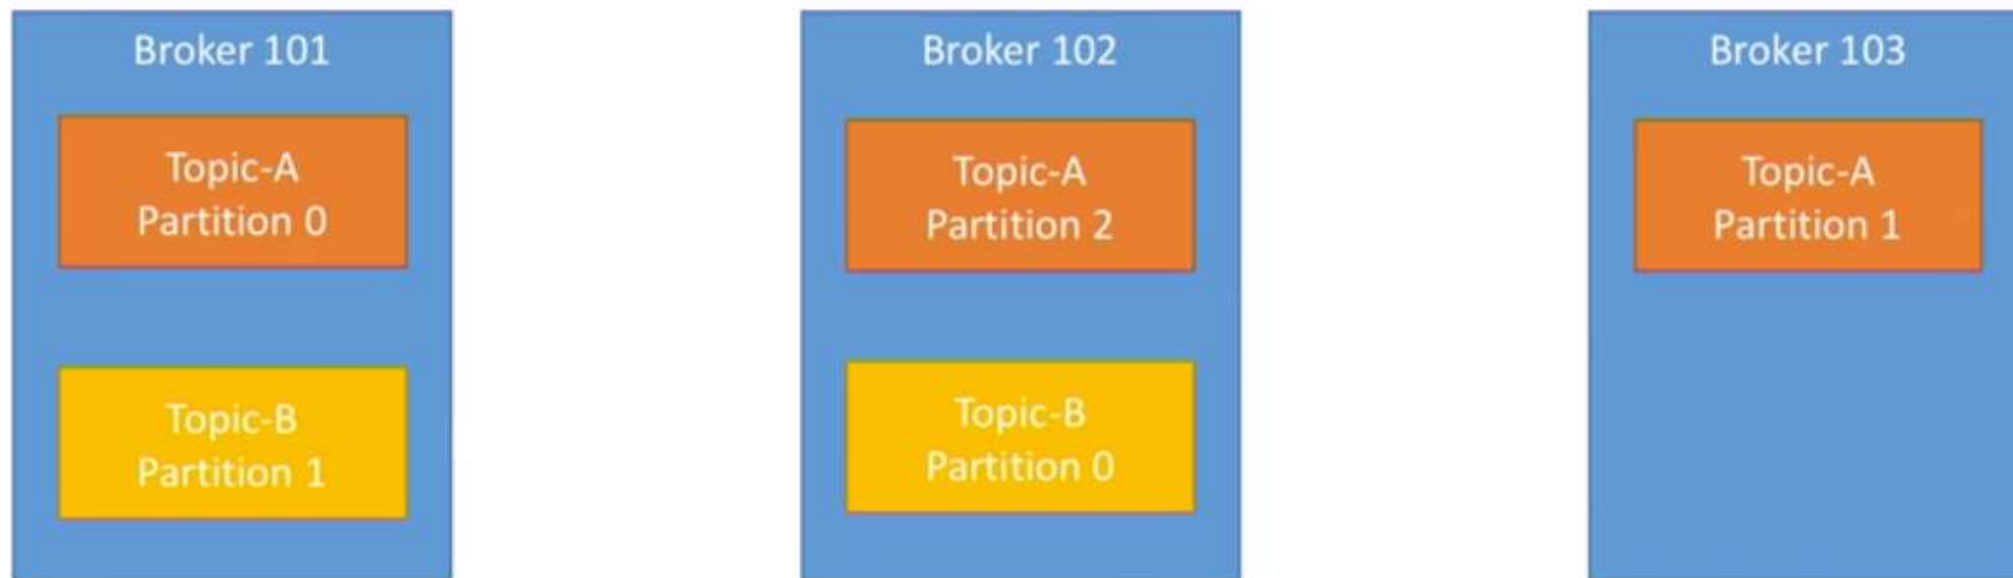 Broker 101
Topic-A
Partition 0
Topic-B
Partition 1
Broker 102
Topic-A
Partition 2
Topic-B
Partition 0
Broker 103
Topic-A
Partition 1